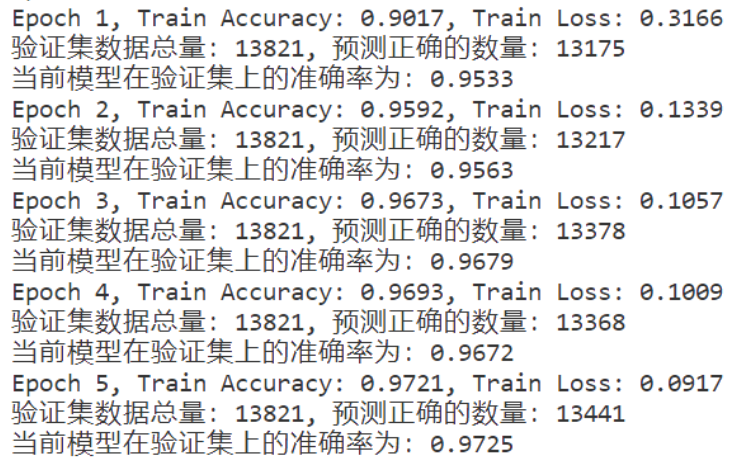 Epoch 1, Train Accuracy: 0.9017, Train Loss: 0.3166
验证集数据总量: 13821, 预测正确的数量: 13175
当前模型在验证集上的准确率为: 0.9533
Epoch 2, Train Accuracy: 0.9592, Train Loss: 0.1339
验证集数据总量: 13821, 预测正确的数量: 13217
当前模型在验证集上的准确率为: 0.9563
Epoch 3, Train Accuracy: 0.9673, Train Loss: 0.1057
验证集数据总量: 13821, 预测正确的数量: 13378
当前模型在验证集上的准确率为: 0.9679
Epoch 4, Train Accuracy: 0.9693, Train Loss: 0.1009
验证集数据总量: 13821, 预测正确的数量: 13368
当前模型在验证集上的准确率为: 0.9672
Epoch 5, Train Accuracy: 0.9721, Train Loss: 0.0917
验证集数据总量: 13821, 预测正确的数量: 13441
当前模型在验证集上的准确率为: 0.9725